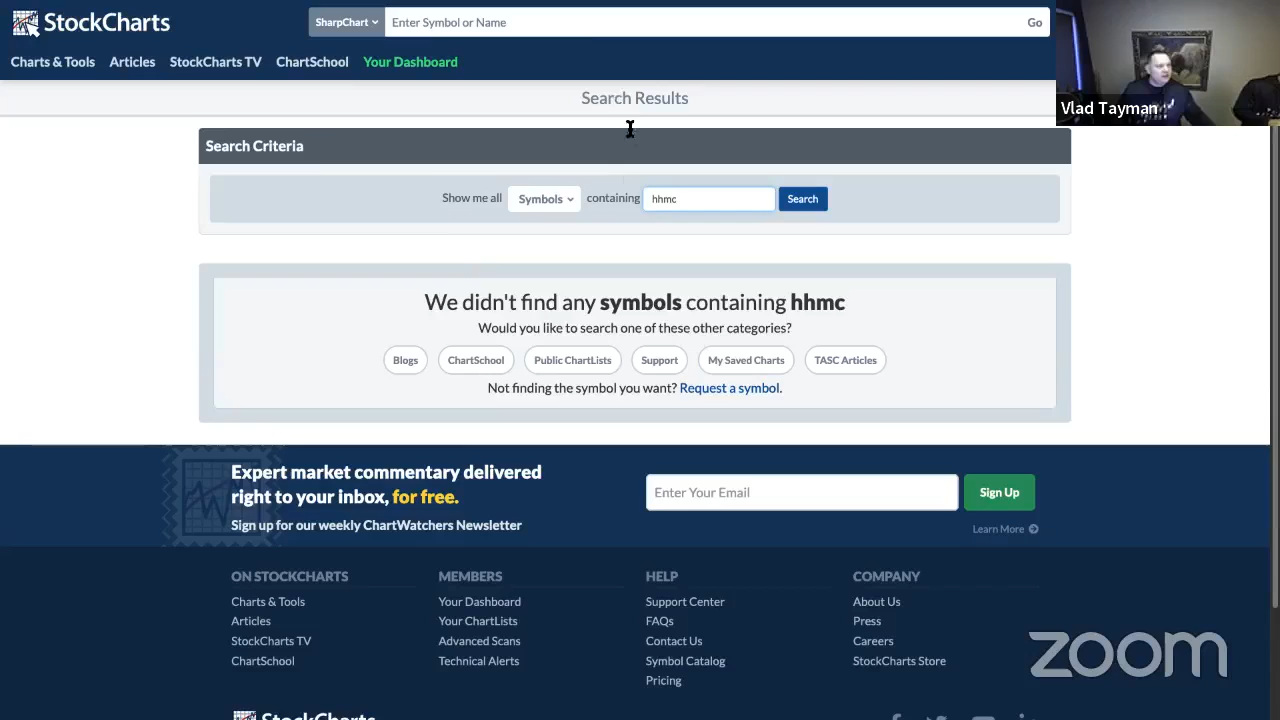 StockCharts
SharpChart
Enter Symbol or Name
Go
Charts & Tools
Articles
StockCharts TV
ChartSchool
Your Dashboard
Vlad Tayman
Search Results
Search Criteria
Show me all Symbols containing hhmc Search
We didn't find any symbols containing hhmc
Would you like to search one of these other categories?
Blogs
ChartSchool
Public ChartLists
Support
My Saved Charts
TASC Articles
Not finding the symbol you want? Request a symbol.
Expert market commentary delivered
right to your inbox, for free.
Sign up for our weekly ChartWatchers Newsletter
Enter Your Email
Sign Up
Learn More
ON STOCKCHARTS
Charts & Tools
Articles
StockCharts TV
ChartSchool
MEMBERS
Your Dashboard
Your ChartLists
Advanced Scans
Technical Alerts
HELP
Support Center
FAQs
Contact Us
Symbol Catalog
Pricing
COMPANY
About Us
Press
Careers
StockCharts Store
zoom
StockCharts